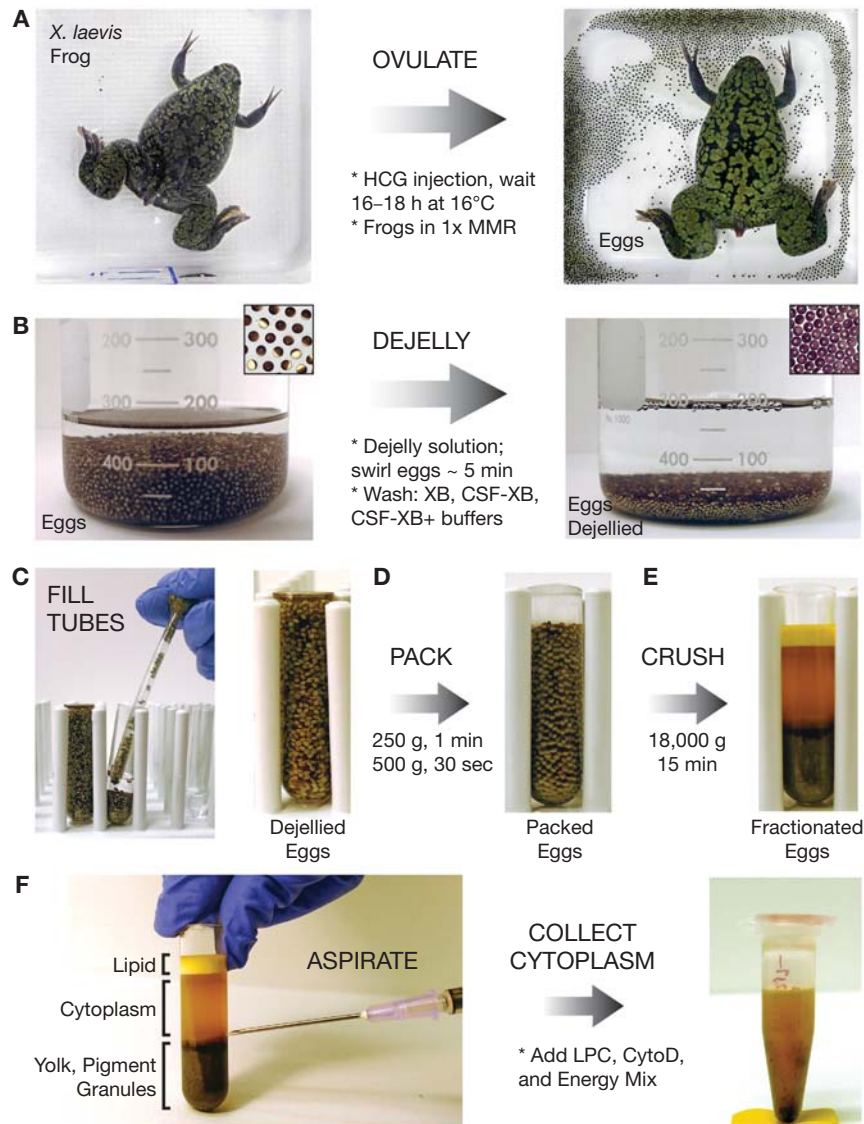 A
X. laevis
Frog
OVULATE
* HCG injection, wait
16–18 h at 16°C
* Frogs in 1x MMR
Eggs
B
200 300
300 200
400 100
Eggs
DEJELLY
* Dejelly solution;
swirl eggs ~ 5 min
* Wash: XB, CSF-XB,
CSF-XB+ buffers
200 300
300 200
No. 1000
400 100
Eggs
Dejellied
C
FILL
TUBES
Dejellied
Eggs
D
PACK
250 g, 1 min
500 g, 30 sec
Packed
Eggs
E
CRUSH
18,000 g
15 min
Fractionated
Eggs
F
Lipid
Cytoplasm
Yolk, Pigment
Granules
ASPIRATE
COLLECT
CYTOPLASM
* Add LPC, CytoD,
and Energy Mix